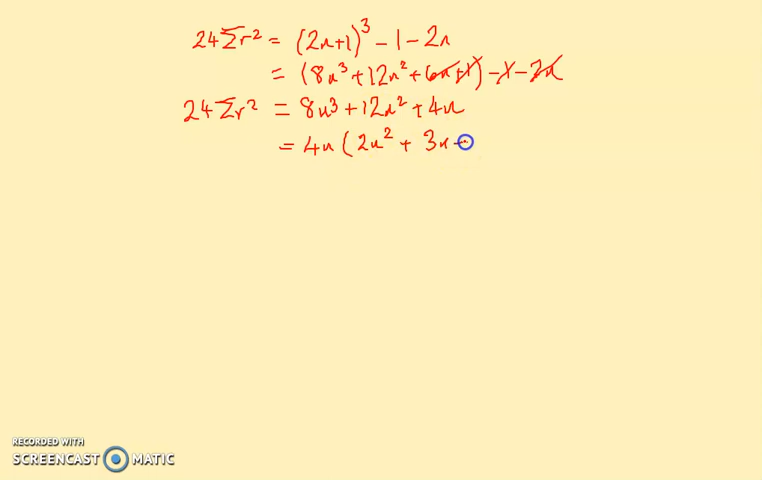 24Σr² = (2n+1)³ - 1 - 2n
= (8n³ + 12n² + 6n + 1) - 1 - 2n
24Σr² = 8n³ + 12n² + 4n
= 4n ( 2n² + 3n
RECORDED WITH
SCREENCAST MATIC